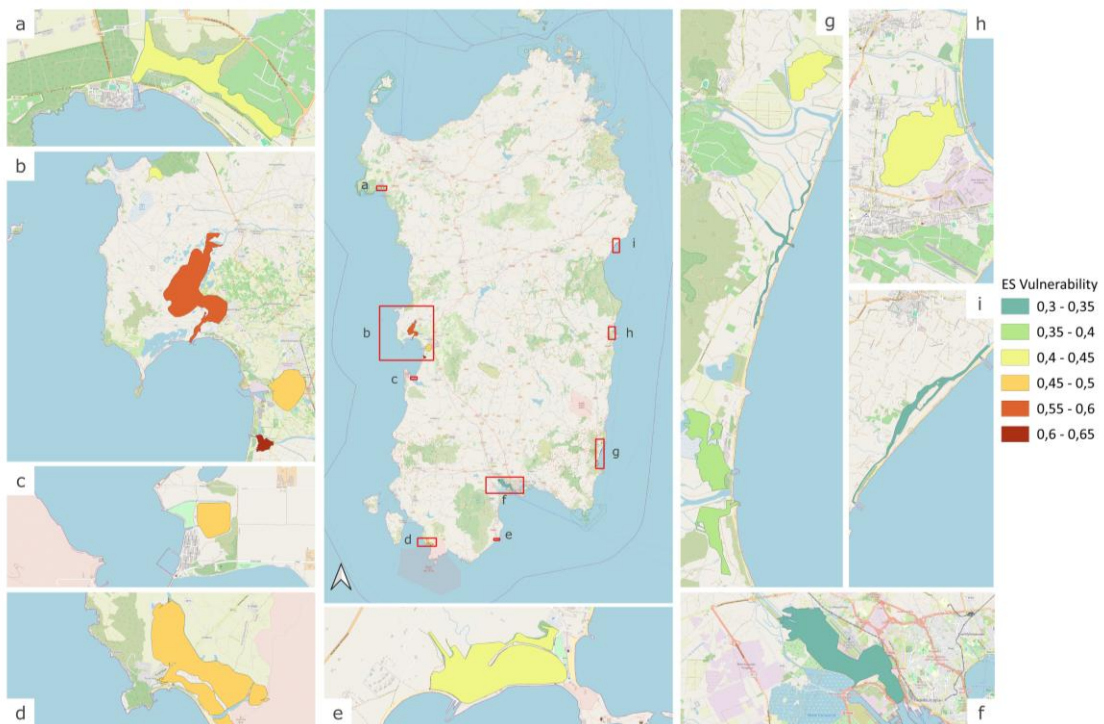 a
b
c
d
a
b
c
d
e
f
g
h
i
e
g
h
i
f
ES Vulnerability
0,3 - 0,35
0,35 - 0,4
0,4 - 0,45
0,45 - 0,5
0,55 - 0,6
0,6 - 0,65